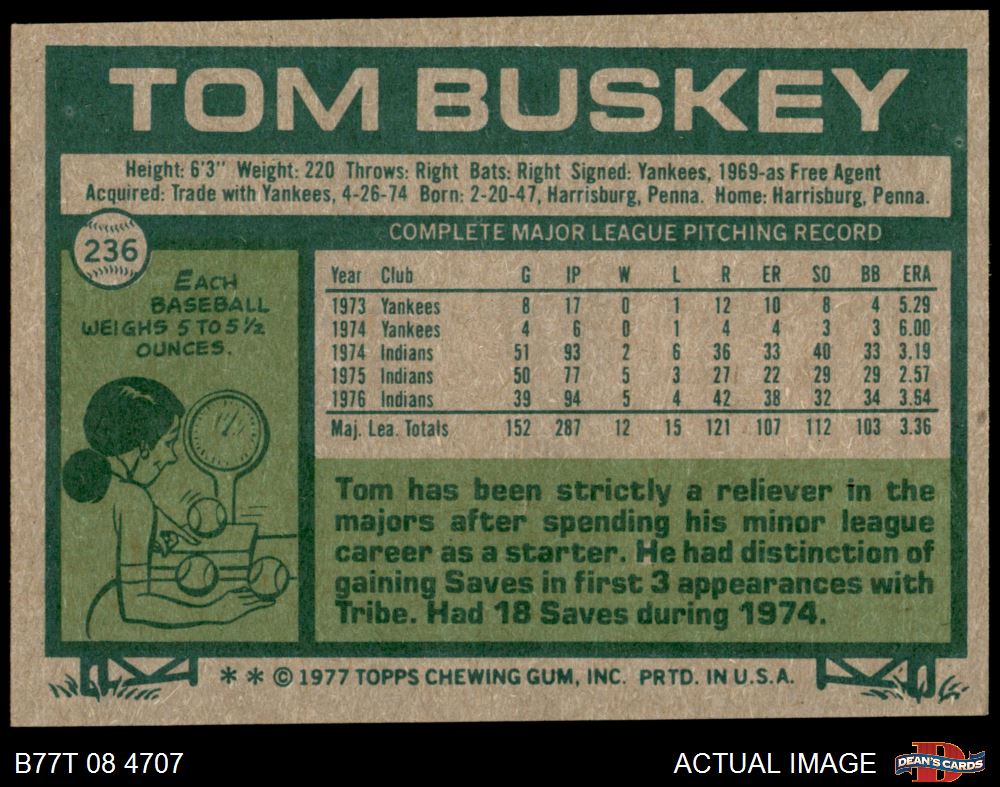 TOM BUSKEY
Height: 6'3" Weight: 220 Throws: Right Bats: Right Signed: Yankees, 1969-as Free Agent
Acquired: Trade with Yankees, 4-26-74 Born: 2-20-47, Harrisburg, Penna. Home: Harrisburg, Penna.
236
EACH
BASEBALL
WEIGHS 5 TO 5 1/2
OUNCES.
COMPLETE MAJOR LEAGUE PITCHING RECORD
Year Club G IP W L R ER SO BB ERA
1973 Yankees 8 17 0 1 12 10 8 4 5.29
1974 Yankees 4 6 0 1 4 4 3 3 6.00
1974 Indians 51 93 2 6 36 33 40 33 3.19
1975 Indians 50 77 5 3 27 22 29 29 2.57
1976 Indians 39 94 5 4 42 38 32 34 3.64
Maj. Lea. Totals 152 287 12 15 121 107 112 103 3.36
Tom has been strictly a reliever in the
majors after spending his minor league
career as a starter. He had distinction of
gaining Saves in first 3 appearances with
Tribe. Had 18 Saves during 1974.
* * © 1977 TOPPS CHEWING GUM, INC. PRTD. IN U.S.A.
B77T 08 4707
ACTUAL IMAGE
DEAN'S CARDS